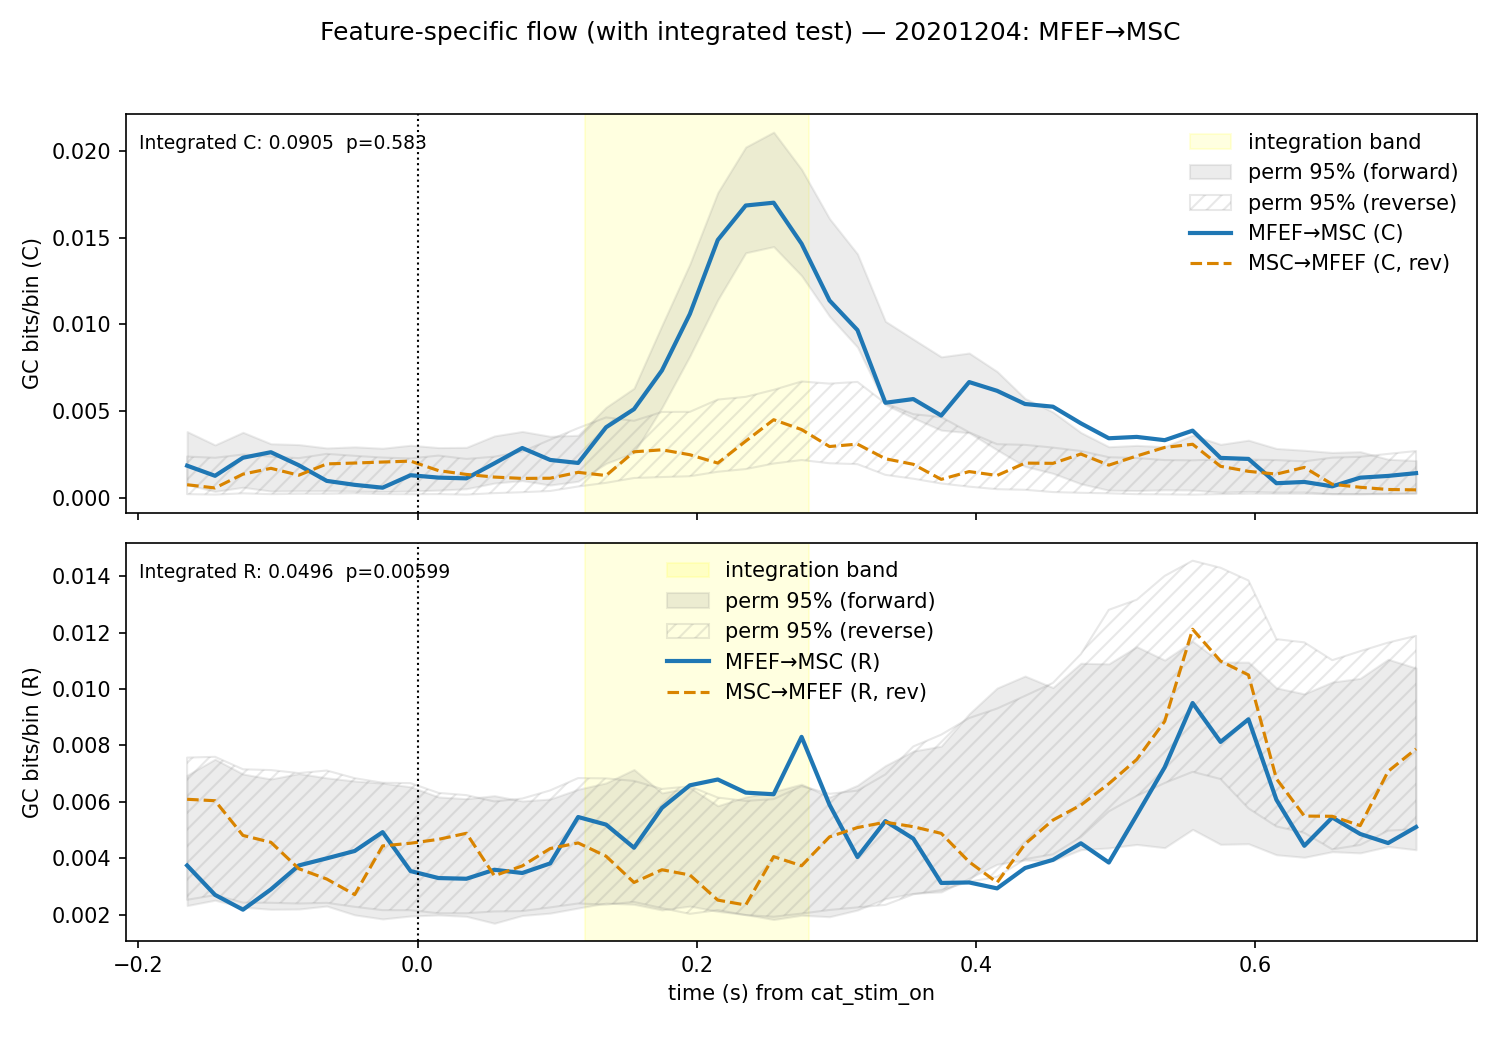 Feature-specific flow (with integrated test) — 20201204: MFEF→MSC
Integrated C: 0.0905  p=0.583
integration band
perm 95% (forward)
perm 95% (reverse)
MFEF→MSC (C)
MSC→MFEF (C, rev)
GC bits/bin (C)
0.020
0.015
0.010
0.005
0.000
Integrated R: 0.0496  p=0.00599
integration band
perm 95% (forward)
perm 95% (reverse)
MFEF→MSC (R)
MSC→MFEF (R, rev)
GC bits/bin (R)
0.014
0.012
0.010
0.008
0.006
0.004
0.002
−0.2 0.0 0.2 0.4 0.6
time (s) from cat_stim_on